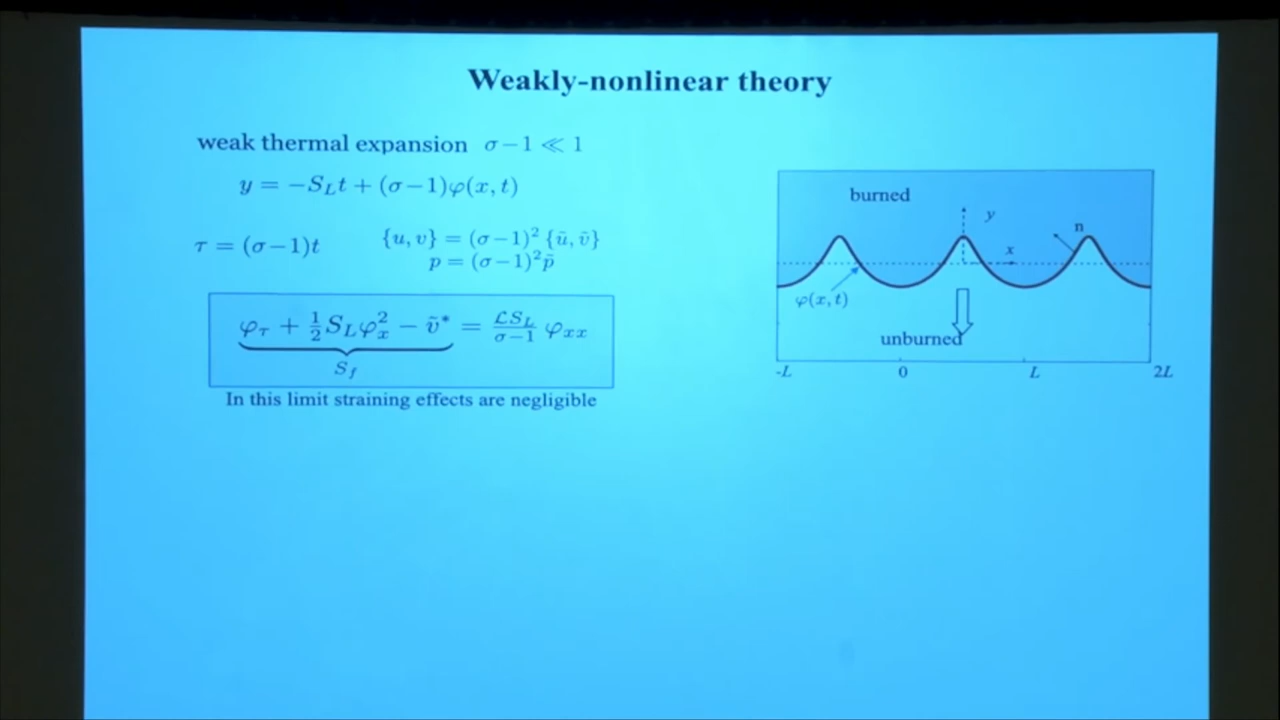 Weakly-nonlinear theory
weak thermal expansion σ−1 ≪ 1
y = −S_L t + (σ−1)φ(x, t)
τ = (σ−1)t
{u, v} = (σ−1)² {ũ, ṽ}
p = (σ−1)² p̃
φ_τ + ½ S_L φ_x² − ṽ* = ℒS_L/(σ−1) φ_xx
S_f
In this limit straining effects are negligible
burned
y
n
x
φ(x, t)
unburned
-L 0 L 2L